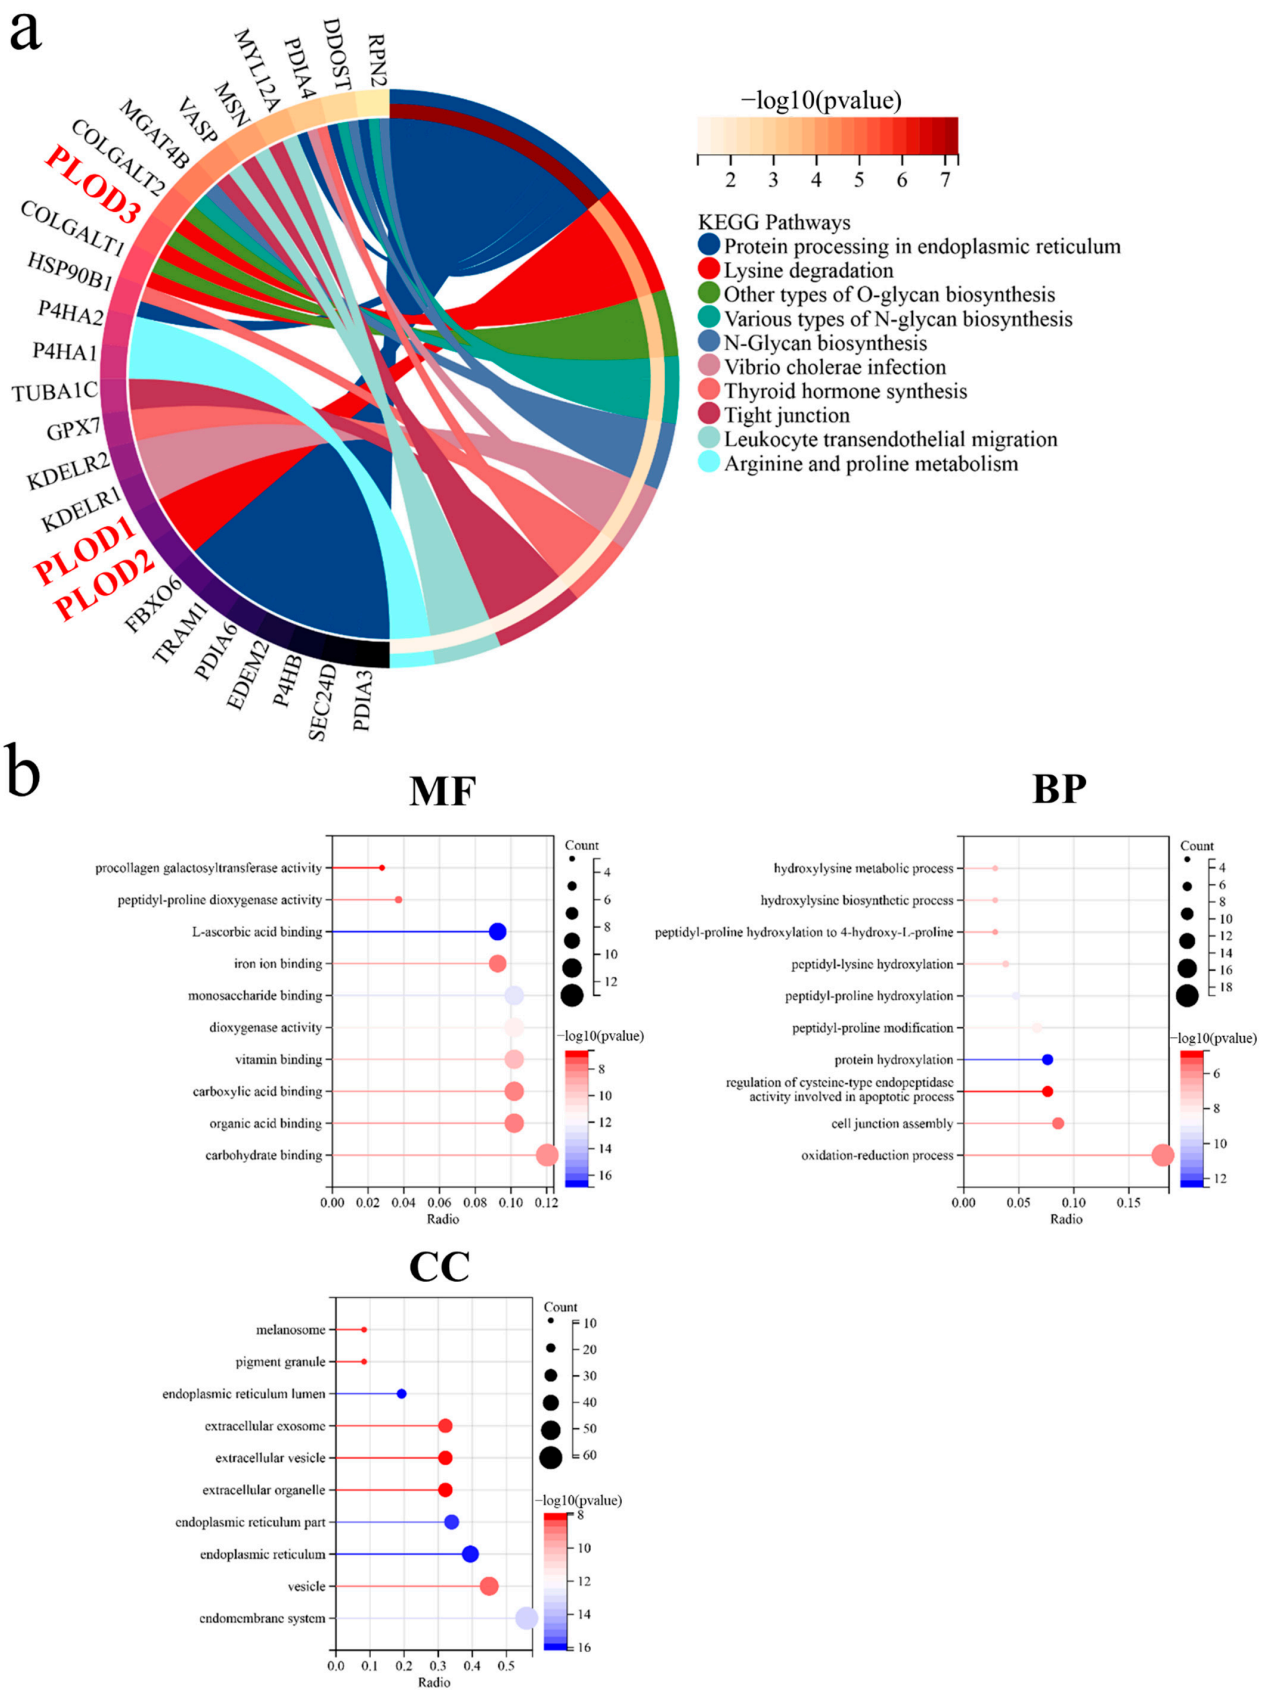 a
RPN2
DDOST
PDIA4
MYL12A
MSN
VASP
MGAT4B
COLGALT2
PLOD3
COLGALT1
HSP90B1
P4HA2
P4HA1
TUBA1C
GPX7
KDELR2
KDELR1
PLOD1
PLOD2
FBXO6
TRAM1
PDIA6
EDEM2
P4HB
SEC24D
PDIA3
−log10(pvalue)
2 3 4 5 6 7
KEGG Pathways
Protein processing in endoplasmic reticulum
Lysine degradation
Other types of O-glycan biosynthesis
Various types of N-glycan biosynthesis
N-Glycan biosynthesis
Vibrio cholerae infection
Thyroid hormone synthesis
Tight junction
Leukocyte transendothelial migration
Arginine and proline metabolism
b
MF
procollagen galactosyltransferase activity
peptidyl-proline dioxygenase activity
L-ascorbic acid binding
iron ion binding
monosaccharide binding
dioxygenase activity
vitamin binding
carboxylic acid binding
organic acid binding
carbohydrate binding
0.00 0.02 0.04 0.06 0.08 0.10 0.12
Radio
Count
4
6
8
10
12
−log10(pvalue)
8
10
12
14
16
BP
hydroxylysine metabolic process
hydroxylysine biosynthetic process
peptidyl-proline hydroxylation to 4-hydroxy-L-proline
peptidyl-lysine hydroxylation
peptidyl-proline hydroxylation
peptidyl-proline modification
protein hydroxylation
regulation of cysteine-type endopeptidase
activity involved in apoptotic process
cell junction assembly
oxidation-reduction process
0.00 0.05 0.10 0.15
Radio
Count
4
6
8
10
12
14
16
18
−log10(pvalue)
6
8
10
12
CC
melanosome
pigment granule
endoplasmic reticulum lumen
extracellular exosome
extracellular vesicle
extracellular organelle
endoplasmic reticulum part
endoplasmic reticulum
vesicle
endomembrane system
0.0 0.1 0.2 0.3 0.4 0.5
Radio
Count
10
20
30
40
50
60
−log10(pvalue)
8
10
12
14
16